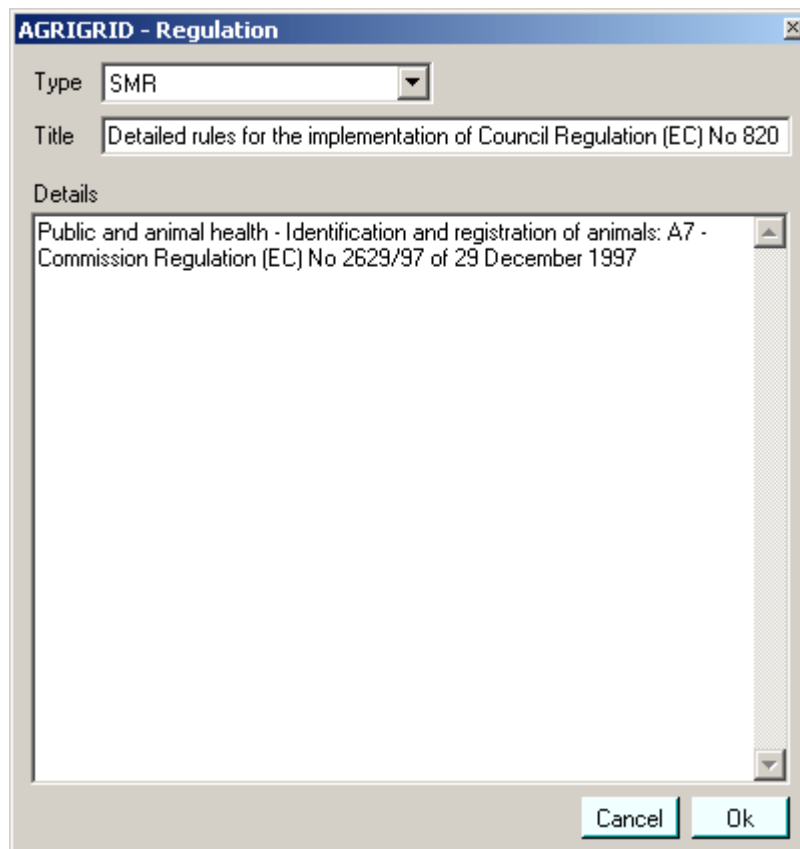 AGRIGRID - Regulation
Type SMR
Title Detailed rules for the implementation of Council Regulation (EC) No 820
Details
Public and animal health - Identification and registration of animals: A7 -
Commission Regulation (EC) No 2629/97 of 29 December 1997
Cancel Ok